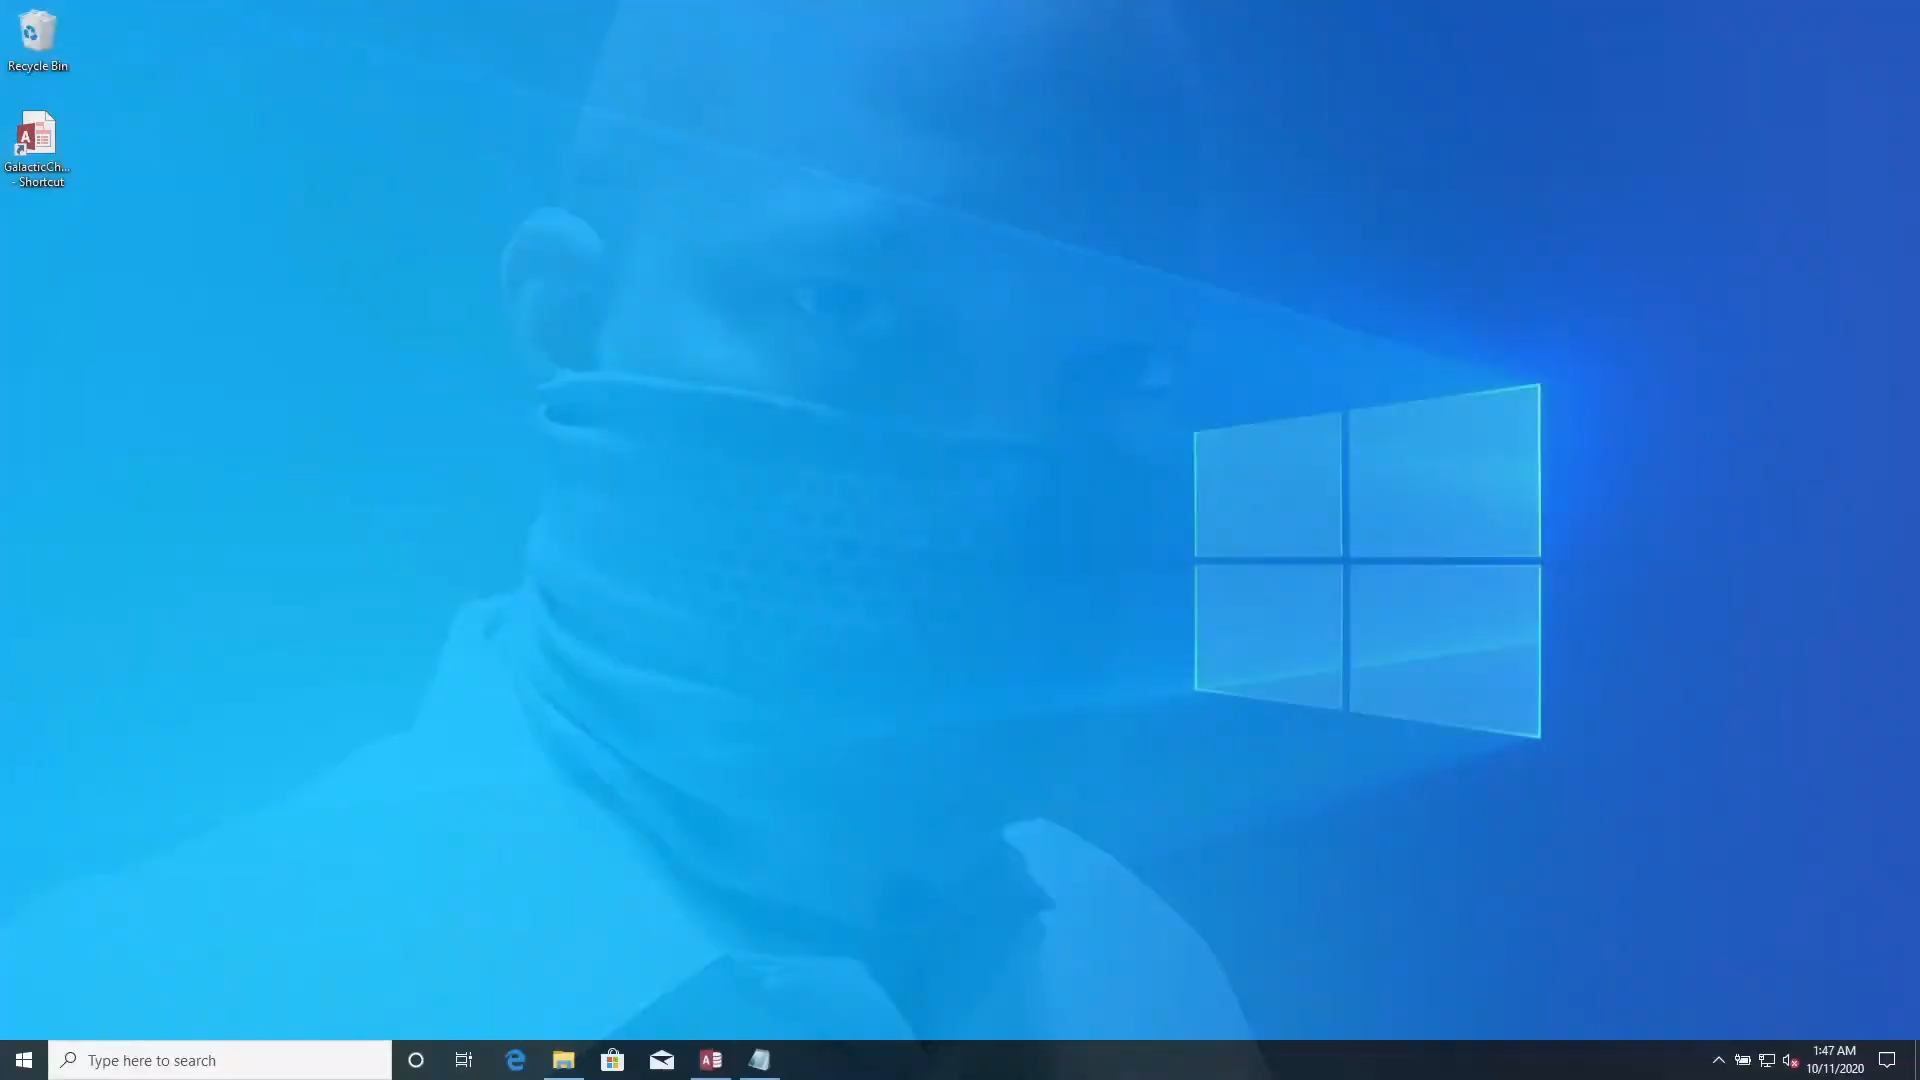 Recycle Bin
GalacticCh...
- Shortcut
Type here to search
1:47 AM
10/11/2020